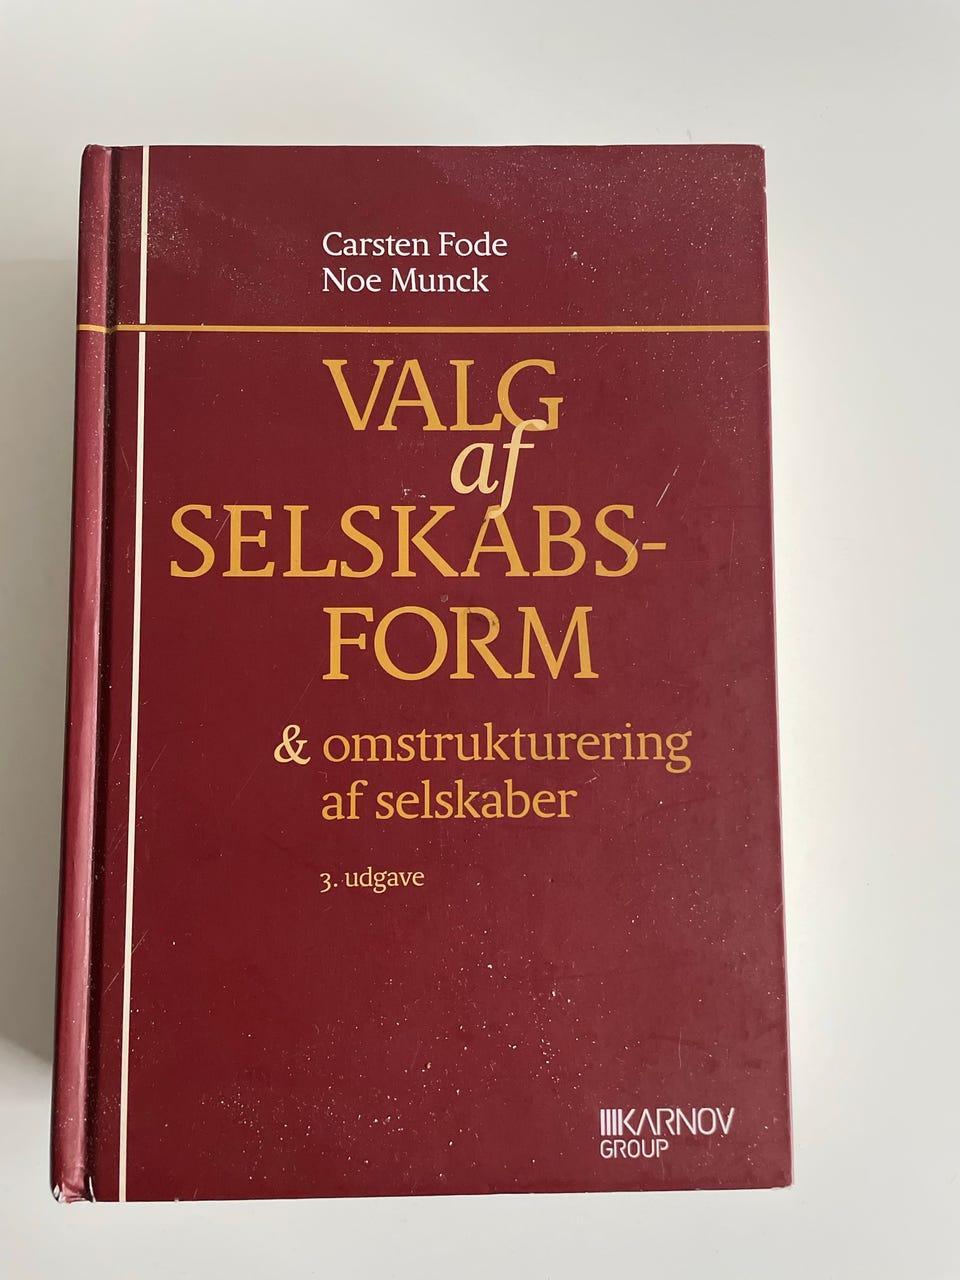 Carsten Fode
Noe Munck
VALG
af
SELSKABS-
FORM
& omstrukturering
af selskaber
3. udgave
KARNOV
GROUP